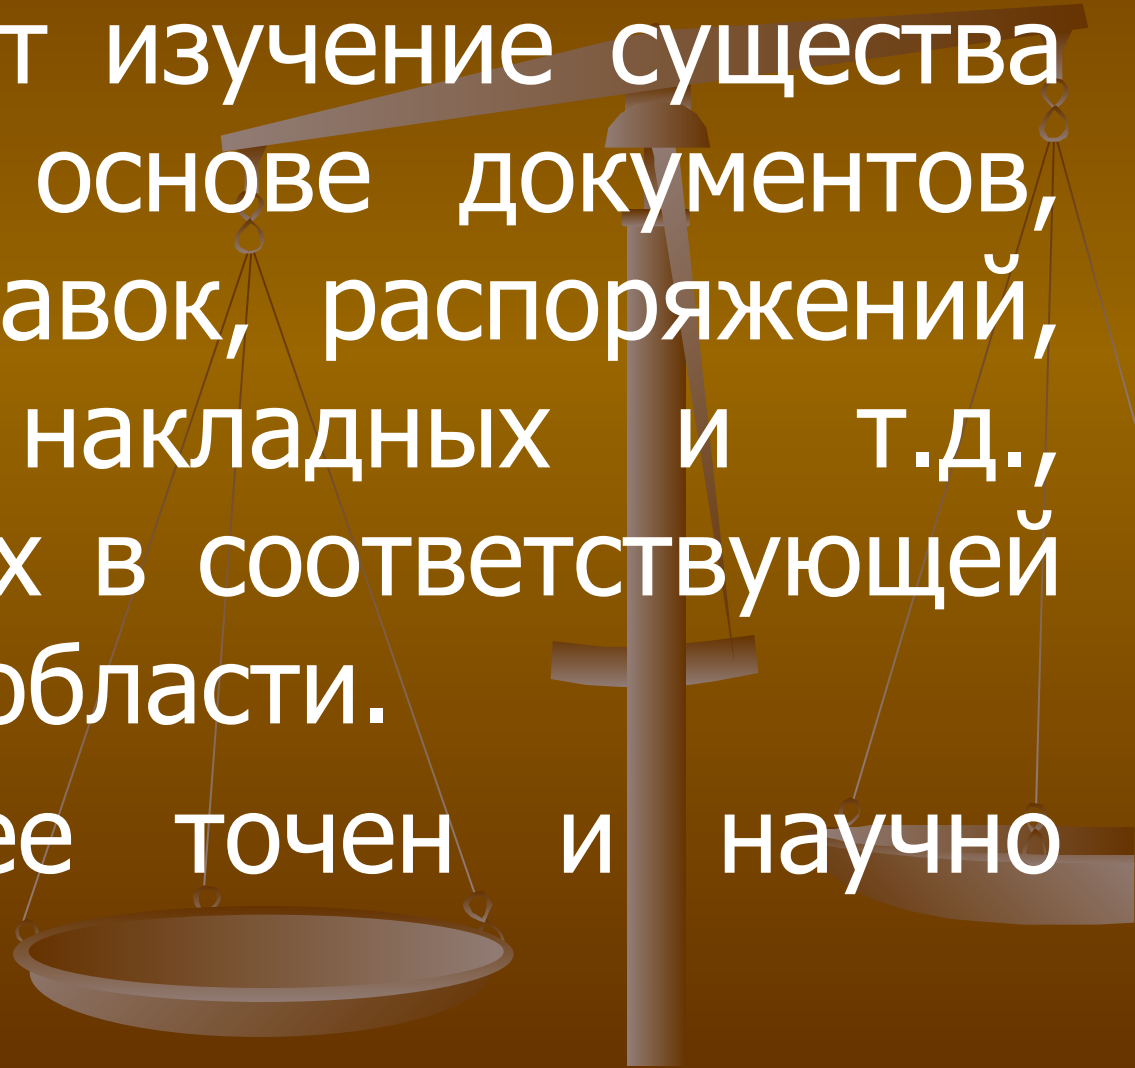 т изучение существа
основе документов,
авок, распоряжений,
накладных и т.д.,
х в соответствующей
области.
ее точен и научно